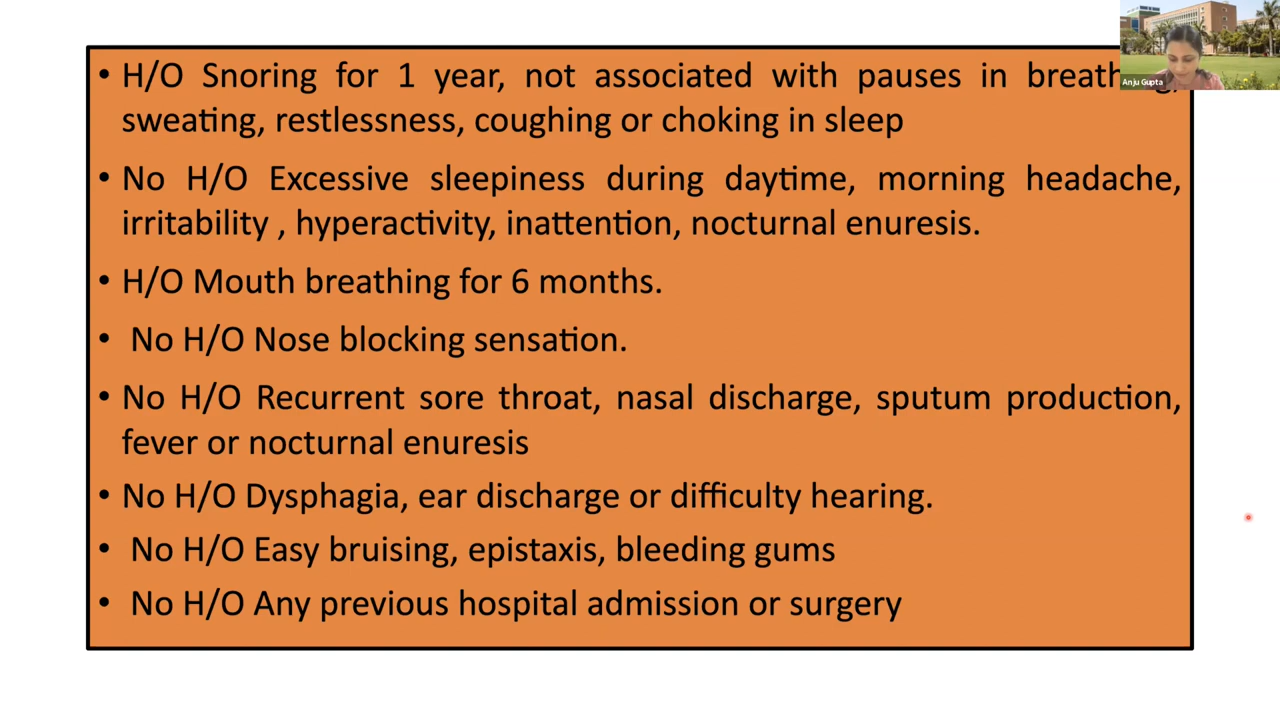 • H/O Snoring for 1 year, not associated with pauses in breathing,
sweating, restlessness, coughing or choking in sleep
• No H/O Excessive sleepiness during daytime, morning headache,
irritability , hyperactivity, inattention, nocturnal enuresis.
• H/O Mouth breathing for 6 months.
• No H/O Nose blocking sensation.
• No H/O Recurrent sore throat, nasal discharge, sputum production,
fever or nocturnal enuresis
• No H/O Dysphagia, ear discharge or difficulty hearing.
• No H/O Easy bruising, epistaxis, bleeding gums
• No H/O Any previous hospital admission or surgery
Anju Gupta